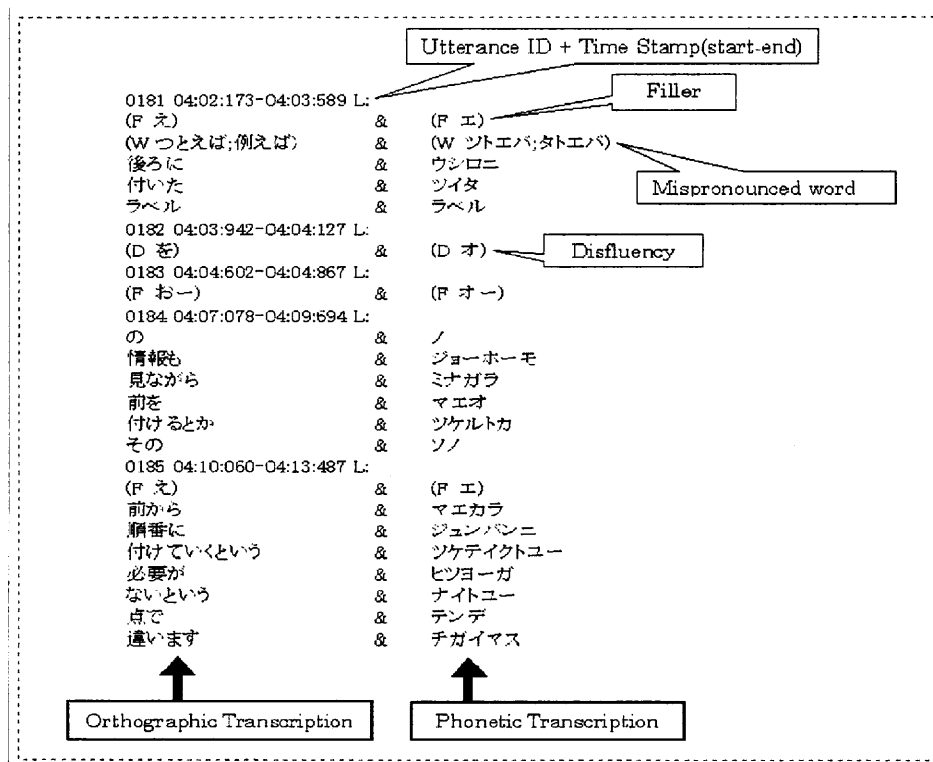 Utterance ID + Time Stamp(start-end)
Filler
0181 04:02:173-04:03:589 L:
(F え) & (F エ)
(W つとえば;例えば) & (W ツトエバ;タトエバ)
後ろに & ウシロニ
付いた & ツイタ
ラベル & ラベル
Mispronounced word
0182 04:03:942-04:04:127 L:
(D を) & (D オ)
Disfluency
0183 04:04:602-04:04:867 L:
(F おー) & (F オー)
0184 04:07:078-04:09:694 L:
の & ノ
情報も & ジョーホーモ
見ながら & ミナガラ
前を & マエオ
付けるとか & ツケルトカ
その & ソノ
0185 04:10:060-04:13:487 L:
(F え) & (F エ)
前から & マエカラ
順番に & ジュンバンニ
付けていくという & ツケテイクトユー
必要が & ヒツヨーガ
ないという & ナイトユー
点で & テンデ
違います & チガイマス
Orthographic Transcription Phonetic Transcription